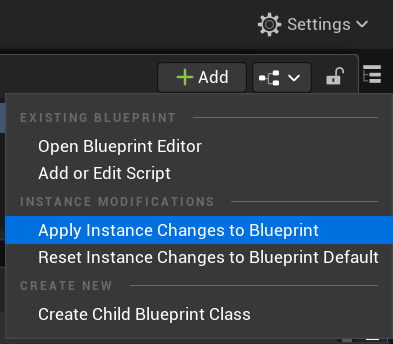 Settings
+ Add
EXISTING BLUEPRINT
Open Blueprint Editor
Add or Edit Script
INSTANCE MODIFICATIONS
Apply Instance Changes to Blueprint
Reset Instance Changes to Blueprint Default
CREATE NEW
Create Child Blueprint Class